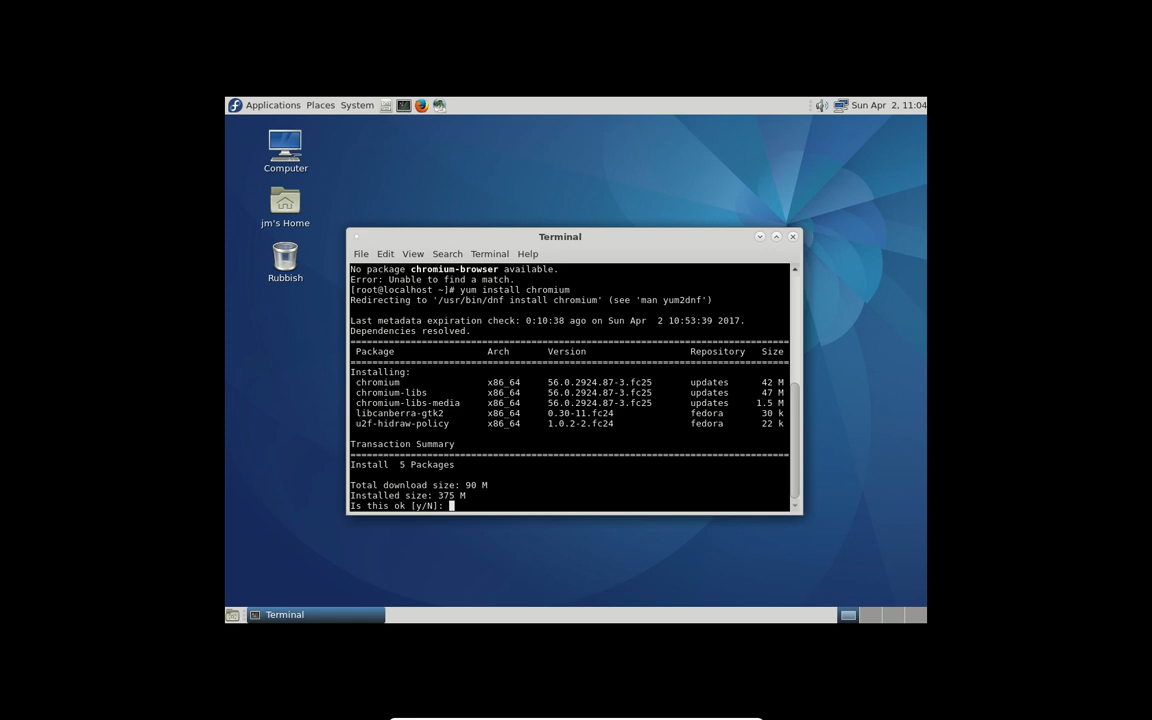 Applications Places System
Sun Apr 2, 11:04
Computer
jm's Home
Rubbish
Terminal
File Edit View Search Terminal Help
No package chromium-browser available.
Error: Unable to find a match.
[root@localhost ~]# yum install chromium
Redirecting to '/usr/bin/dnf install chromium' (see 'man yum2dnf')
Last metadata expiration check: 0:10:38 ago on Sun Apr  2 10:53:39 2017.
Dependencies resolved.
================================================================================
Package Arch Version Repository Size
================================================================================
Installing:
chromium x86_64 56.0.2924.87-3.fc25 updates 42 M
chromium-libs x86_64 56.0.2924.87-3.fc25 updates 47 M
chromium-libs-media x86_64 56.0.2924.87-3.fc25 updates 1.5 M
libcanberra-gtk2 x86_64 0.30-11.fc24 fedora 30 k
u2f-hidraw-policy x86_64 1.0.2-2.fc24 fedora 22 k
Transaction Summary
================================================================================
Install  5 Packages
Total download size: 90 M
Installed size: 375 M
Is this ok [y/N]:
Terminal